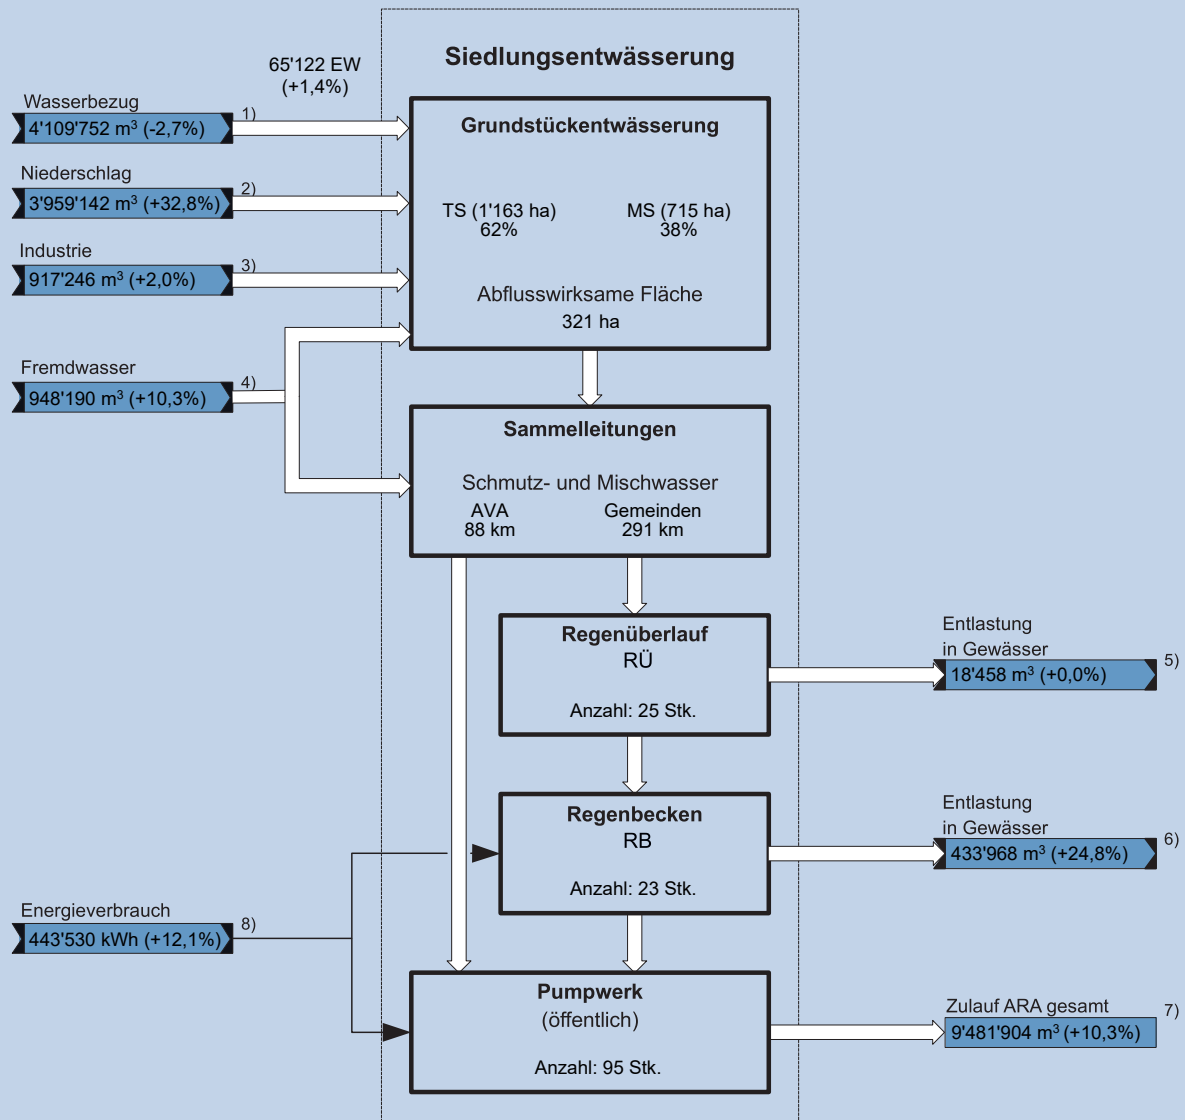 Siedlungsentwässerung
65'122 EW
(+1,4%)
Wasserbezug
1)
4'109'752 m³ (-2,7%)
Grundstückentwässerung
Niederschlag
2)
3'959'142 m³ (+32,8%)
TS (1'163 ha)
62%
MS (715 ha)
38%
Industrie
3)
917'246 m³ (+2,0%)
Abflusswirksame Fläche
321 ha
Fremdwasser
4)
948'190 m³ (+10,3%)
Sammelleitungen
Schmutz- und Mischwasser
AVA
88 km
Gemeinden
291 km
Regenüberlauf
RÜ
Anzahl: 25 Stk.
Entlastung
in Gewässer
5)
18'458 m³ (+0,0%)
Regenbecken
RB
Anzahl: 23 Stk.
Entlastung
in Gewässer
6)
433'968 m³ (+24,8%)
Energieverbrauch
8)
443'530 kWh (+12,1%)
Pumpwerk
(öffentlich)
Anzahl: 95 Stk.
Zulauf ARA gesamt
7)
9'481'904 m³ (+10,3%)